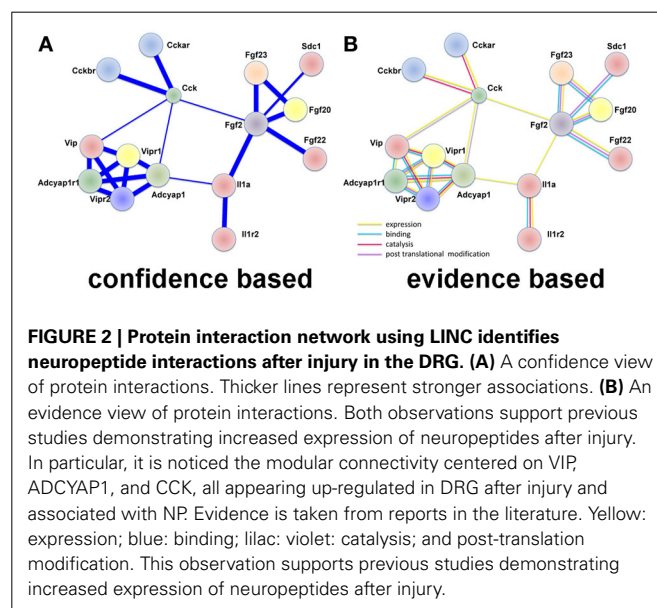 A
B
Cckar
Cckbr
Cck
Fgf23
Sdc1
Fgf20
Fgf2
Fgf22
Vip
Vipr1
Adcyap1r1
Vipr2
Adcyap1
Il1a
Il1r2
Cckar
Cckbr
Cck
Fgf23
Sdc1
Fgf20
Fgf2
Fgf22
Vip
Vipr1
Adcyap1r1
Vipr2
Adcyap1
Il1a
Il1r2
expression
binding
catalysis
post translational modification
confidence based
evidence based
FIGURE 2 | Protein interaction network using LINC identifies
neuropeptide interactions after injury in the DRG. (A) A confidence view
of protein interactions. Thicker lines represent stronger associations. (B) An
evidence view of protein interactions. Both observations support previous
studies demonstrating increased expression of neuropeptides after injury.
In particular, it is noticed the modular connectivity centered on VIP,
ADCYAP1, and CCK, all appearing up-regulated in DRG after injury and
associated with NP. Evidence is taken from reports in the literature. Yellow:
expression; blue: binding; lilac: violet: catalysis; and post-translation
modification. This observation supports previous studies demonstrating
increased expression of neuropeptides after injury.